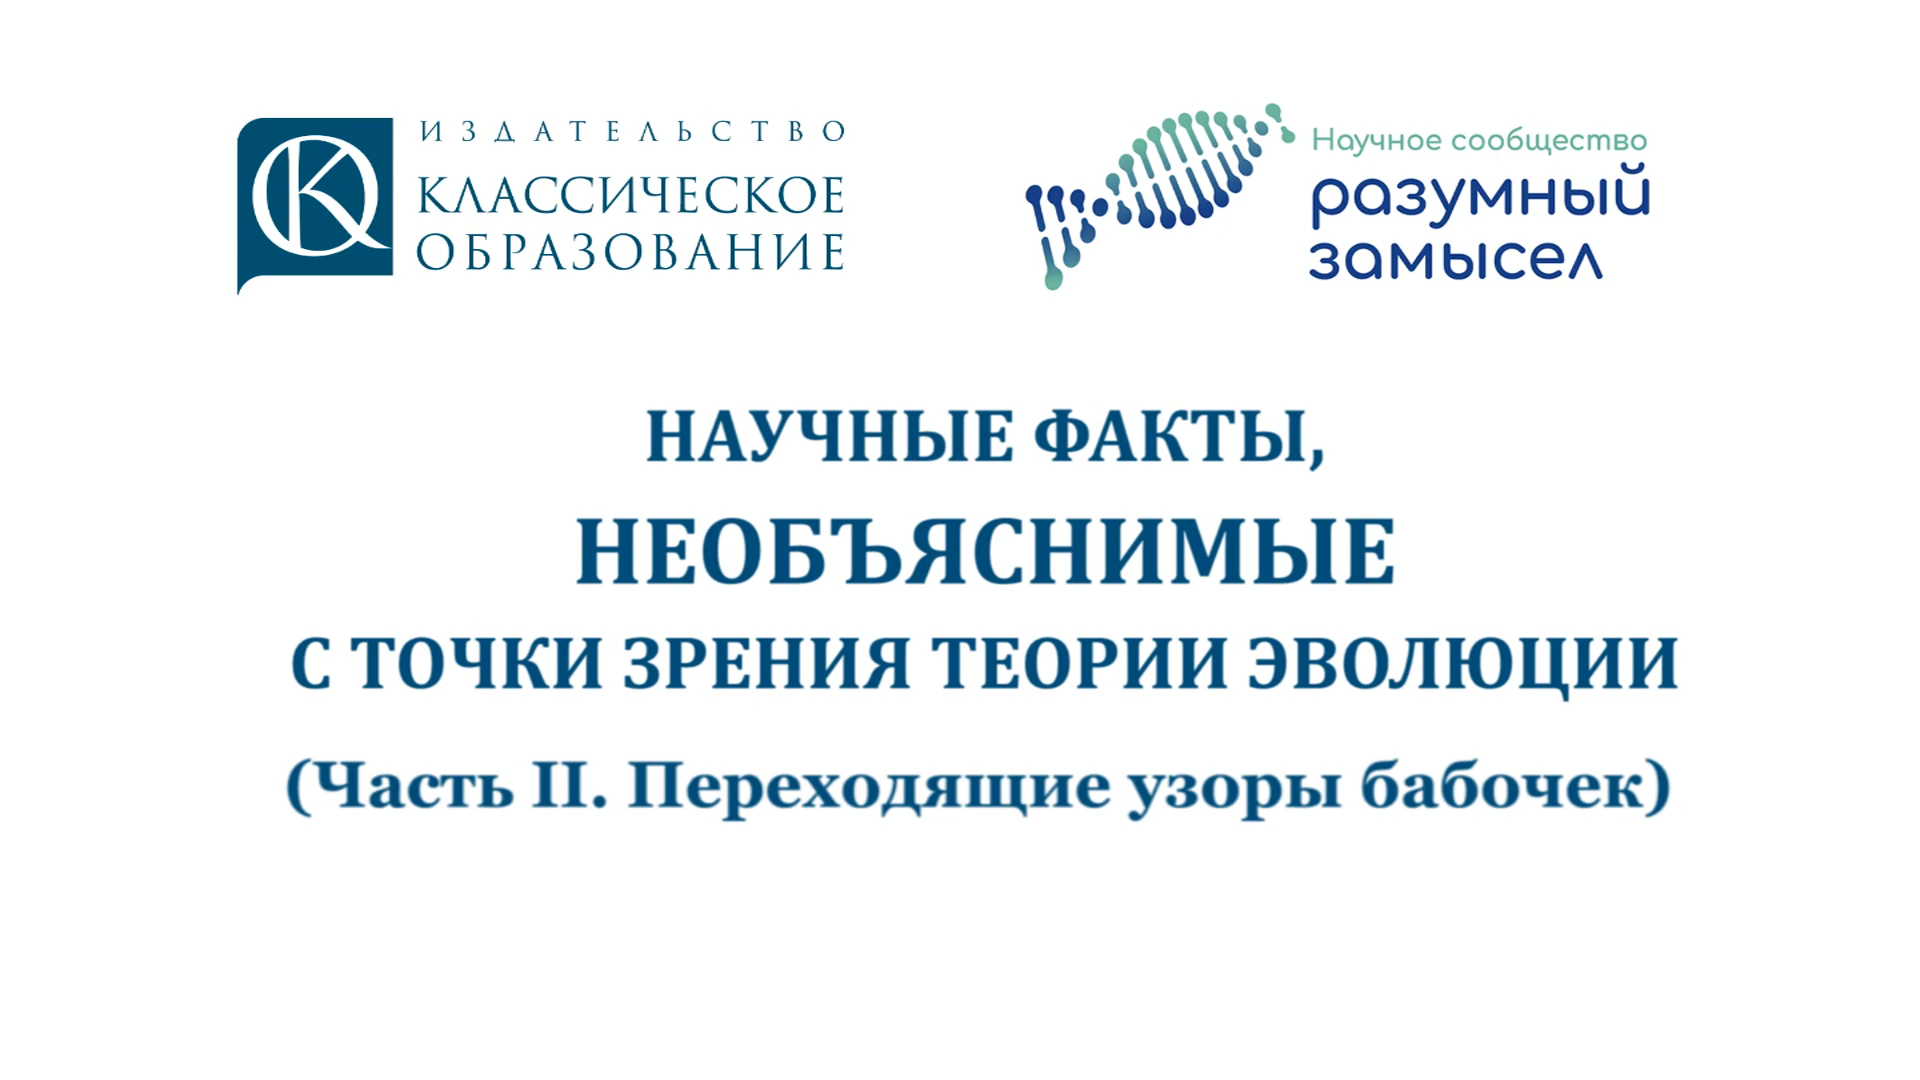 ИЗДАТЕЛЬСТВО
КЛАССИЧЕСКОЕ
ОБРАЗОВАНИЕ
Научное сообщество
разумный
замысел
НАУЧНЫЕ ФАКТЫ,
НЕОБЪЯСНИМЫЕ
С ТОЧКИ ЗРЕНИЯ ТЕОРИИ ЭВОЛЮЦИИ
(Часть II. Переходящие узоры бабочек)